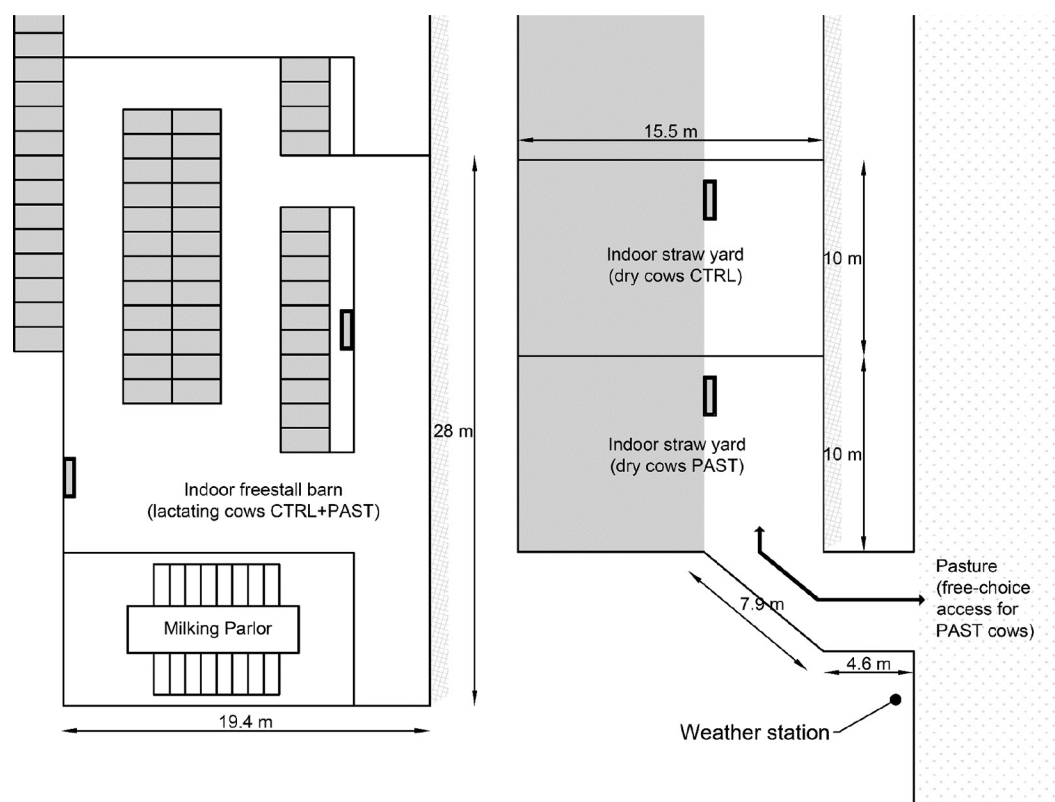 15.5 m
Indoor straw yard
(dry cows CTRL)
10 m
28 m
Indoor straw yard
(dry cows PAST)
10 m
Indoor freestall barn
(lactating cows CTRL+PAST)
Milking Parlor
19.4 m
7.9 m
Pasture
(free-choice
access for
PAST cows)
4.6 m
Weather station